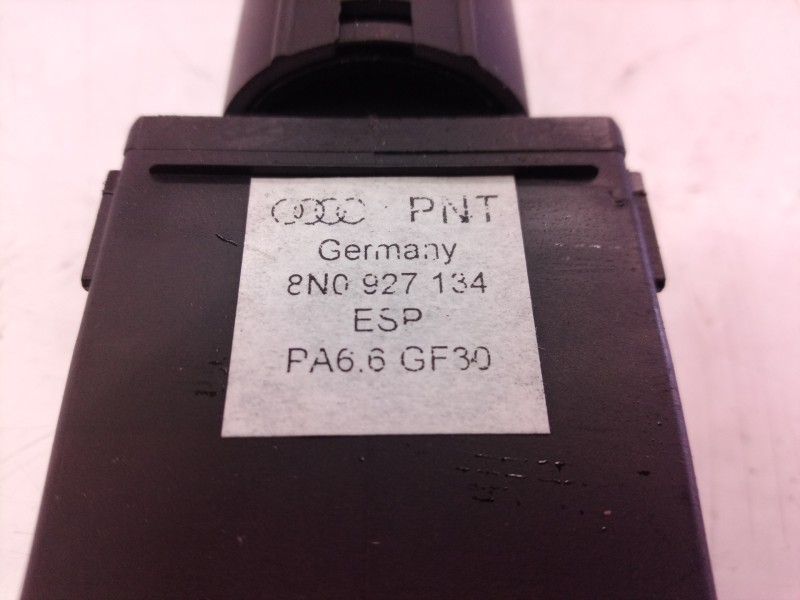 PNT
Germany
8N0 927 134
ESP
PA6.6 GF30